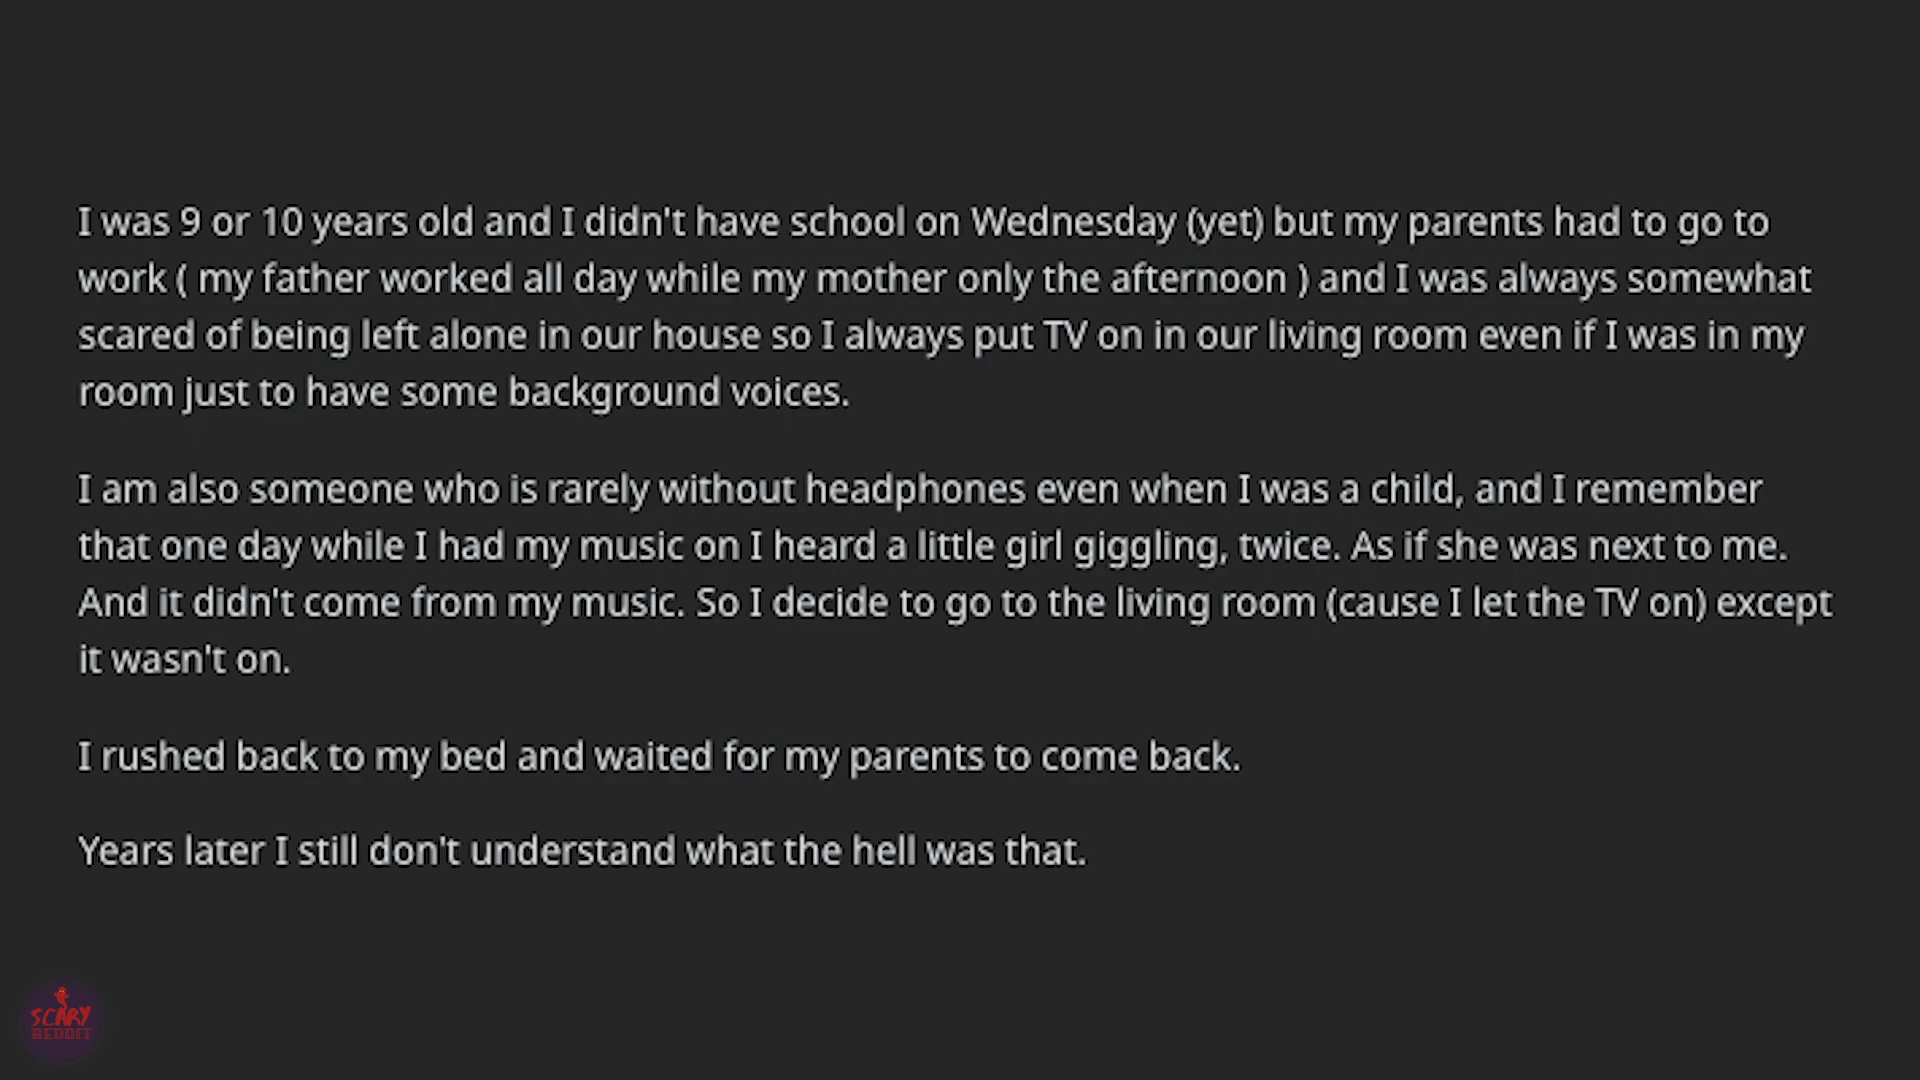 I was 9 or 10 years old and I didn't have school on Wednesday (yet) but my parents had to go to
work ( my father worked all day while my mother only the afternoon ) and I was always somewhat
scared of being left alone in our house so I always put TV on in our living room even if I was in my
room just to have some background voices.
I am also someone who is rarely without headphones even when I was a child, and I remember
that one day while I had my music on I heard a little girl giggling, twice. As if she was next to me.
And it didn't come from my music. So I decide to go to the living room (cause I let the TV on) except
it wasn't on.
I rushed back to my bed and waited for my parents to come back.
Years later I still don't understand what the hell was that.
SCARY
REDDIT